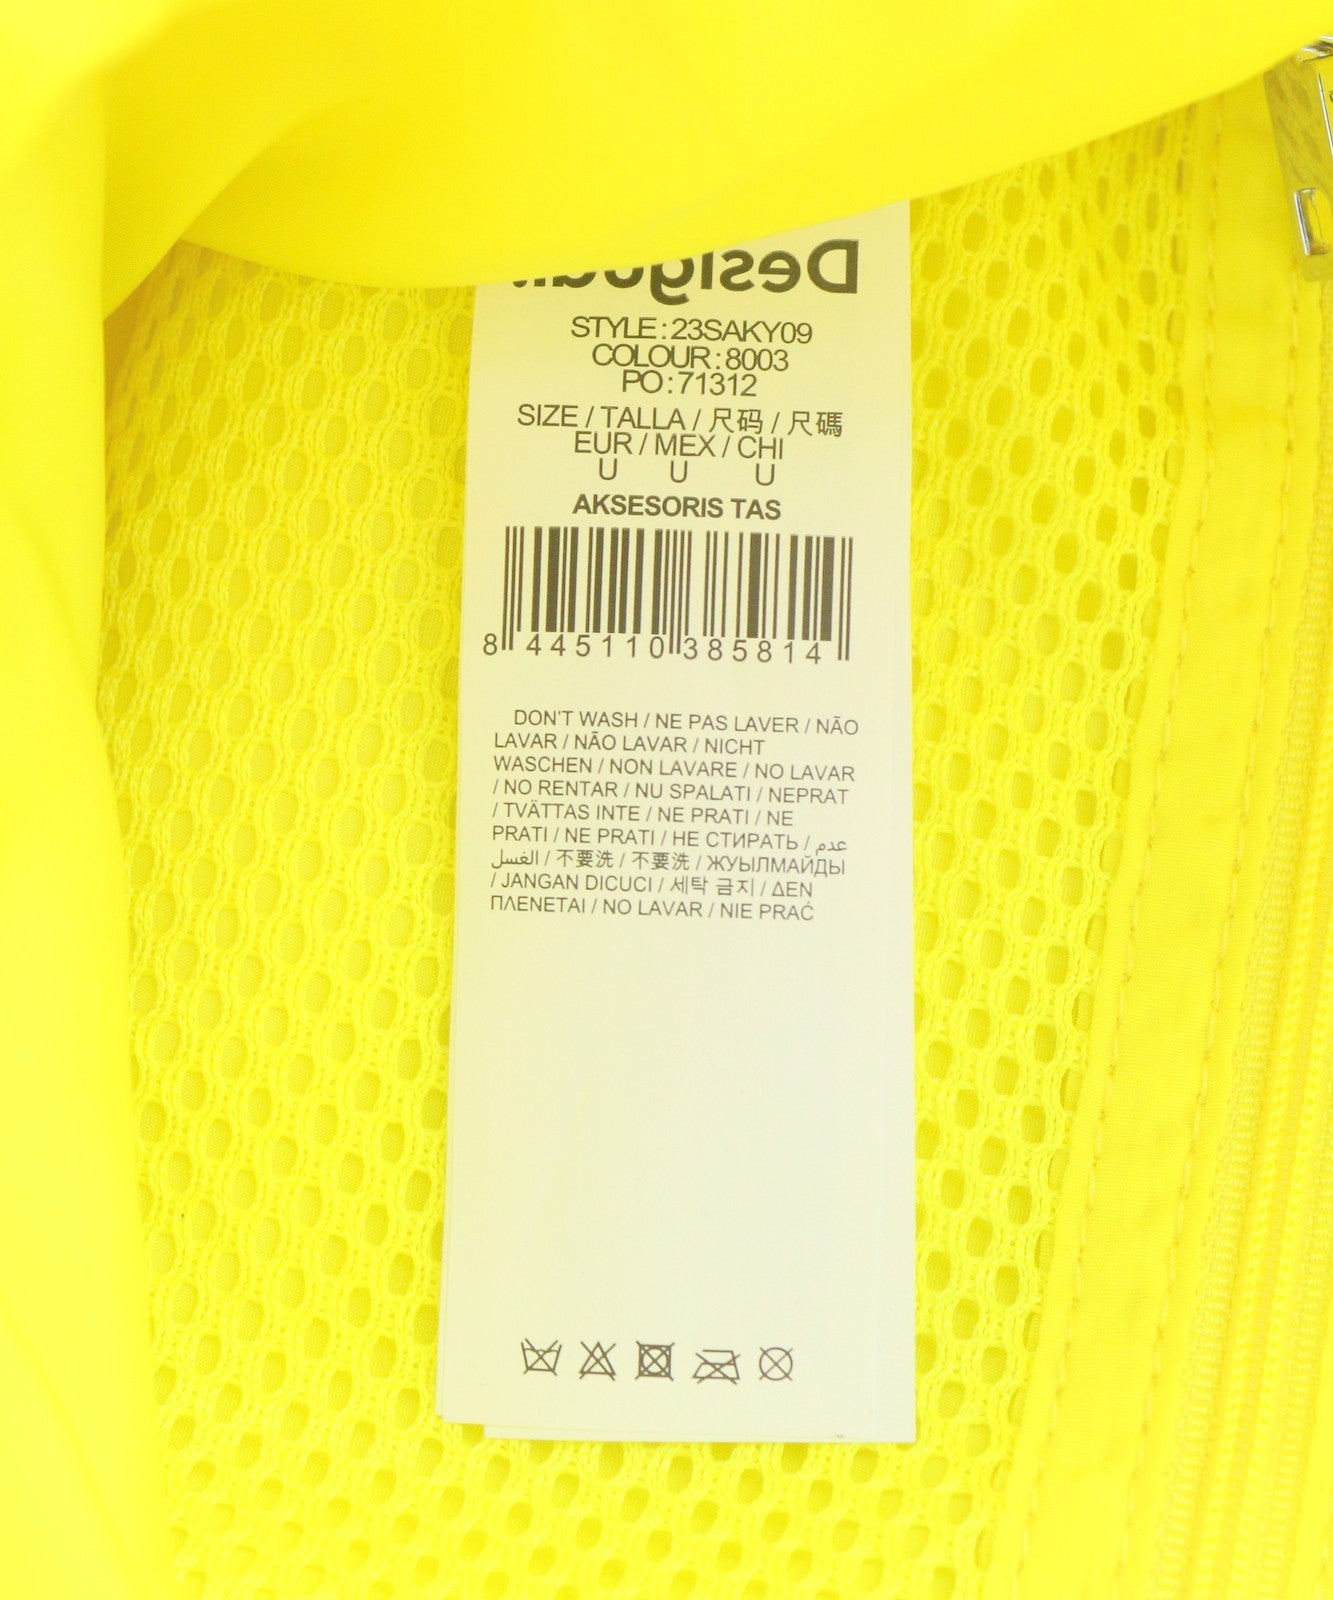 Desigual.
STYLE : 23SAKY09
COLOUR : 8003
PO : 71312
SIZE / TALLA / 尺码 / 尺碼
EUR / MEX / CHI
U U U
AKSESORIS TAS
8 445110 385814
DON'T WASH / NE PAS LAVER / NÃO
LAVAR / NÃO LAVAR / NICHT
WASCHEN / NON LAVARE / NO LAVAR
/ NO RENTAR / NU SPALATI / NEPRAT
/ TVÄTTAS INTE / NE PRATI / NE
PRATI / NE PRATI / НЕ СТИРАТЬ / عدم
الغسل / 不要洗 / 不要洗 / ЖУЫЛМАЙДЫ
/ JANGAN DICUCI / 세탁 금지 / ΔΕΝ
ΠΛΕΝΕΤΑΙ / NO LAVAR / NIE PRAĆ